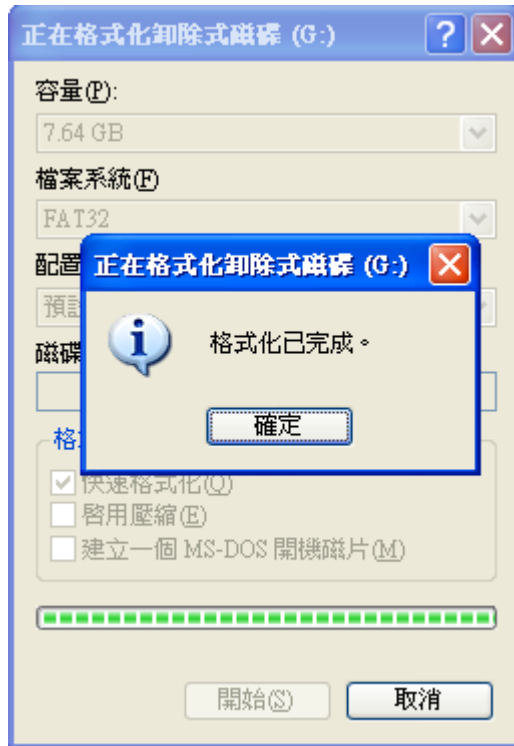 正在格式化卸除式磁碟 (G:)
容量(P):
7.64 GB
檔案系統(F)
FAT32
配置
預設
磁碟
正在格式化卸除式磁碟 (G:)
格式化已完成。
確定
格
快速格式化(Q)
啓用壓縮(E)
建立一個 MS-DOS 開機磁片(M)
開始(S)
取消